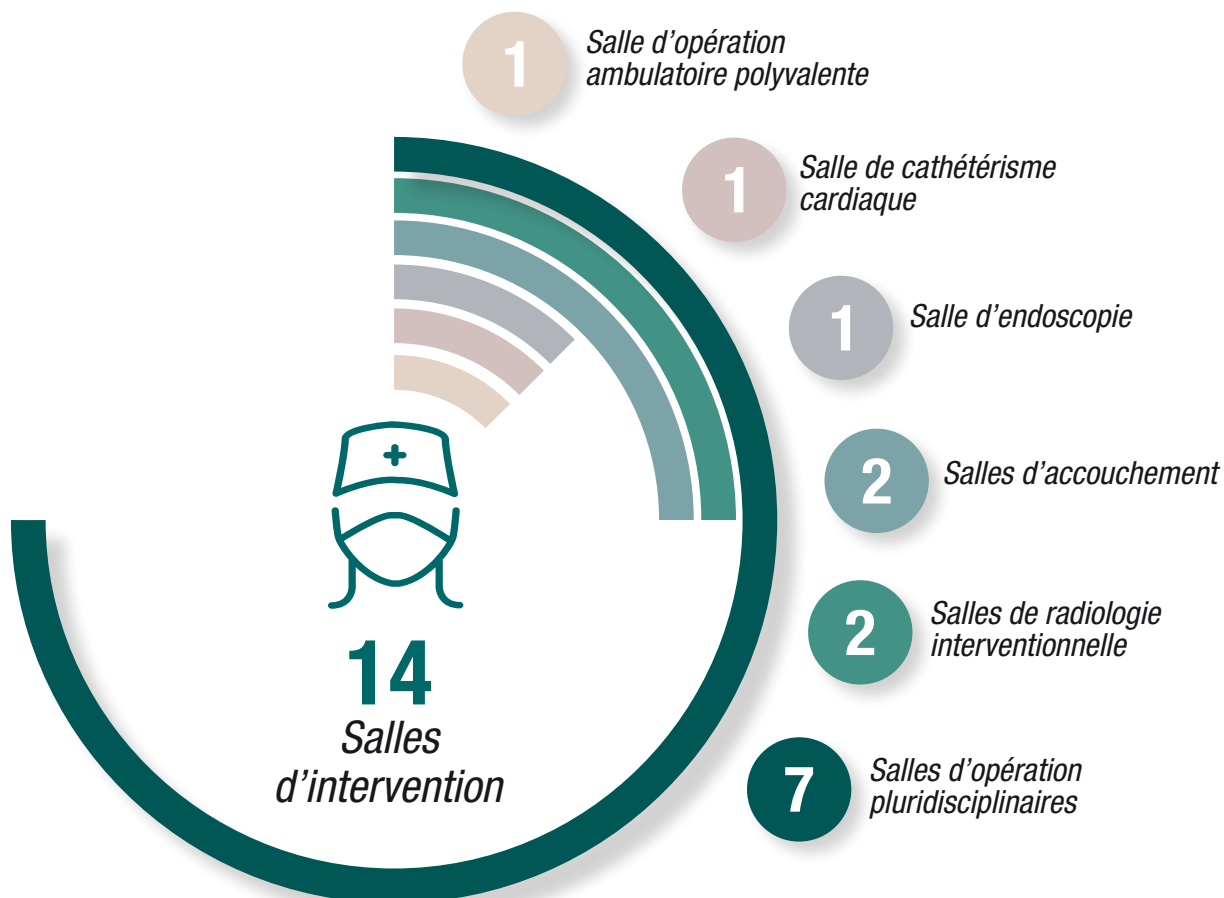 1
Salle d’opération
ambulatoire polyvalente
1
Salle de cathétérisme
cardiaque
1
Salle d’endoscopie
2
Salles d’accouchement
2
Salles de radiologie
interventionnelle
7
Salles d’opération
pluridisciplinaires
14
Salles
d’intervention